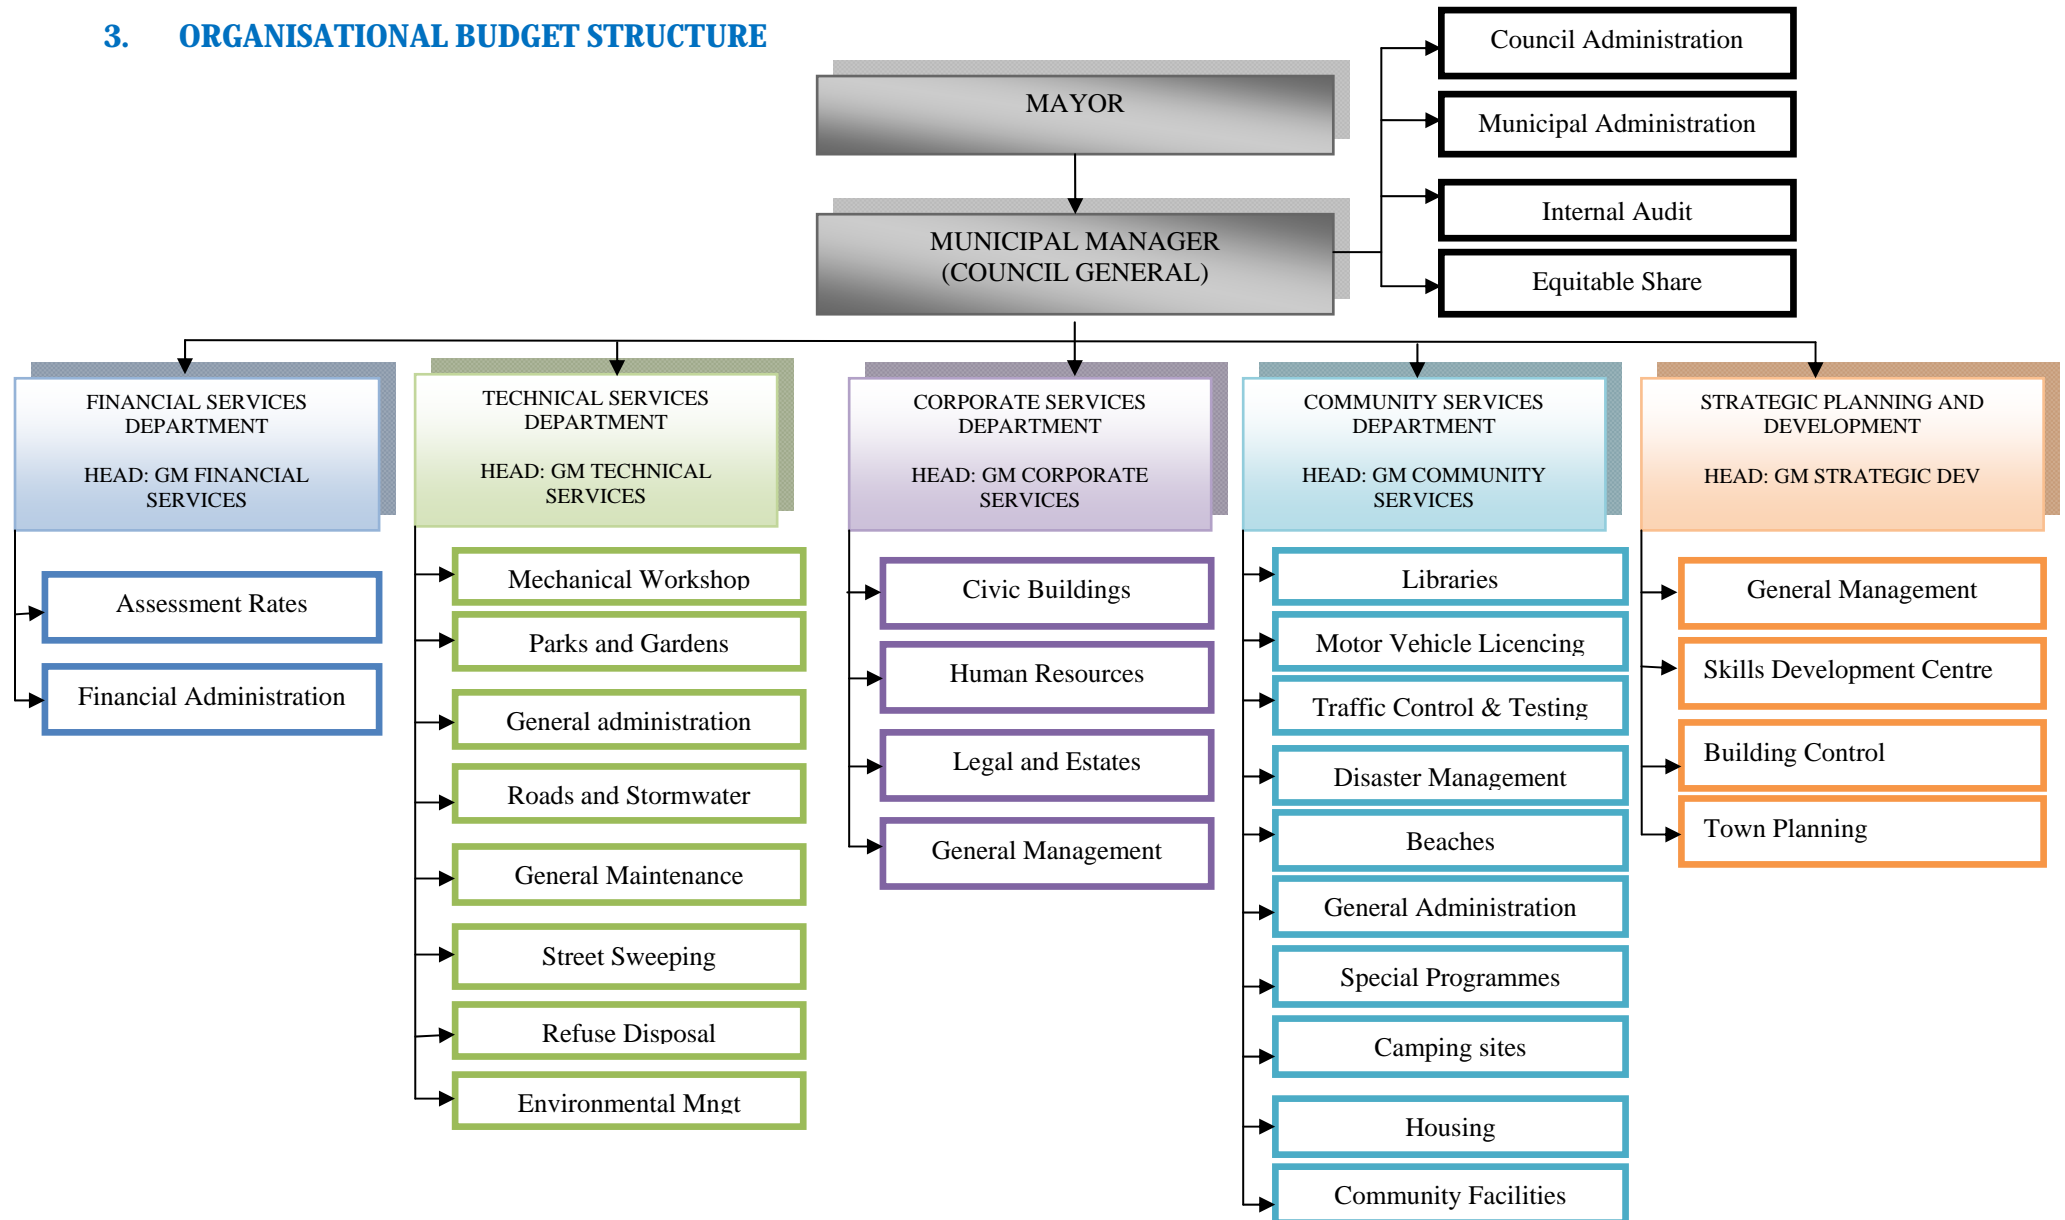 3. ORGANISATIONAL BUDGET STRUCTURE
MAYOR
MUNICIPAL MANAGER
(COUNCIL GENERAL)
Council Administration
Municipal Administration
Internal Audit
Equitable Share
FINANCIAL SERVICES
DEPARTMENT
HEAD: GM FINANCIAL
SERVICES
Assessment Rates
Financial Administration
TECHNICAL SERVICES
DEPARTMENT
HEAD: GM TECHNICAL
SERVICES
Mechanical Workshop
Parks and Gardens
General administration
Roads and Stormwater
General Maintenance
Street Sweeping
Refuse Disposal
Environmental Mngt
CORPORATE SERVICES
DEPARTMENT
HEAD: GM CORPORATE
SERVICES
Civic Buildings
Human Resources
Legal and Estates
General Management
COMMUNITY SERVICES
DEPARTMENT
HEAD: GM COMMUNITY
SERVICES
Libraries
Motor Vehicle Licencing
Traffic Control & Testing
Disaster Management
Beaches
General Administration
Special Programmes
Camping sites
Housing
Community Facilities
STRATEGIC PLANNING AND
DEVELOPMENT
HEAD: GM STRATEGIC DEV
General Management
Skills Development Centre
Building Control
Town Planning